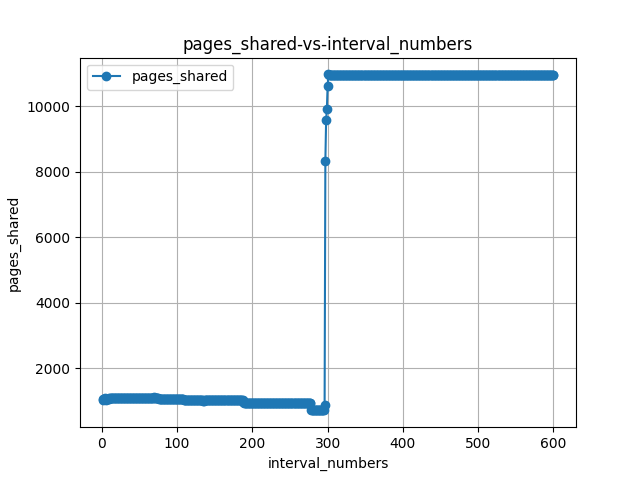 pages_shared-vs-interval_numbers
pages_shared
10000
8000
6000
4000
2000
pages_shared
0 100 200 300 400 500 600
interval_numbers